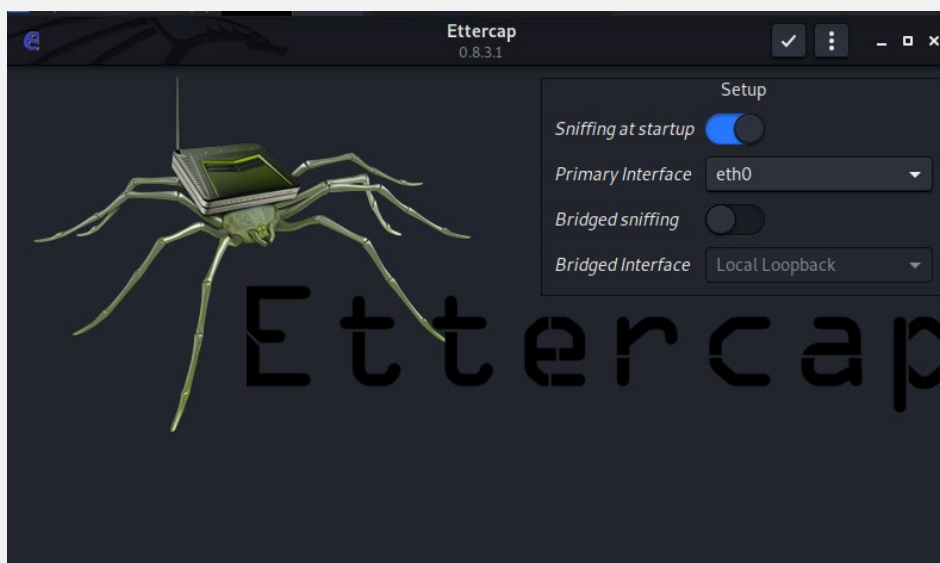 Ettercap
0.8.3.1
Setup
Sniffing at startup
Primary Interface eth0
Bridged sniffing
Bridged Interface Local Loopback
Ettercap